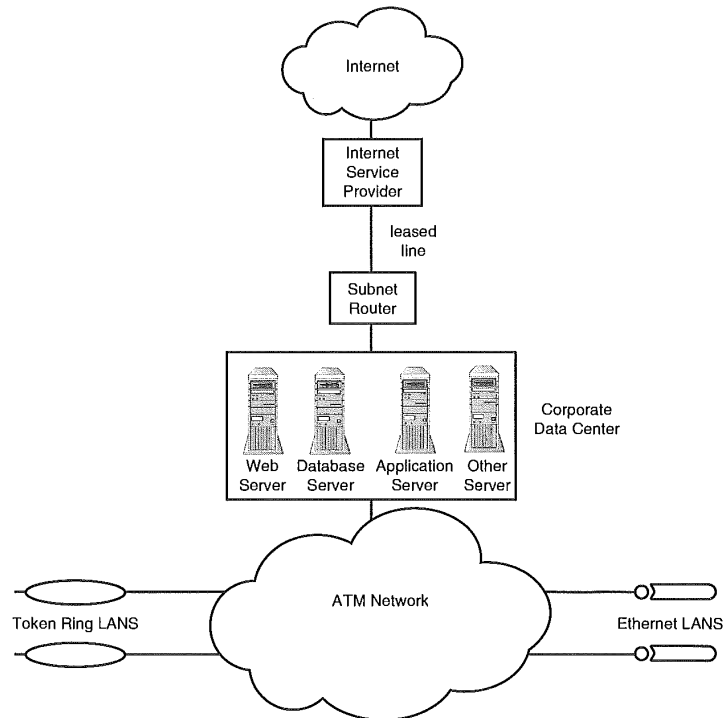 Internet
Internet
Service
Provider
leased
line
Subnet
Router
Web
Server
Database
Server
Application
Server
Other
Server
Corporate
Data Center
ATM Network
Token Ring LANS
Ethernet LANS